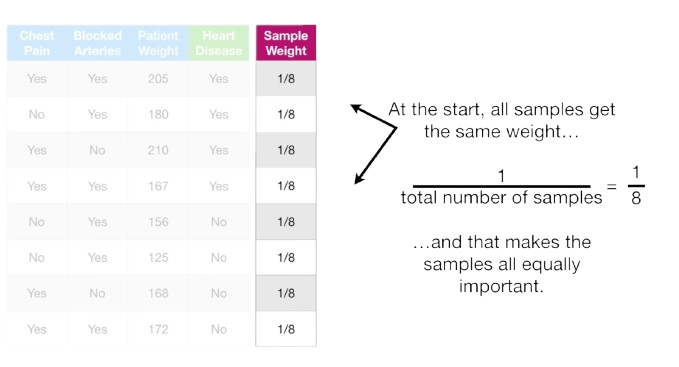 Chest Pain Blocked Arteries Patient Weight Heart Disease Sample Weight
Yes Yes 205 Yes 1/8
No Yes 180 Yes 1/8
Yes No 210 Yes 1/8
Yes Yes 167 Yes 1/8
No Yes 156 No 1/8
No Yes 125 No 1/8
Yes No 168 No 1/8
Yes Yes 172 No 1/8
At the start, all samples get
the same weight…
1
total number of samples
=
1
8
…and that makes the
samples all equally
important.